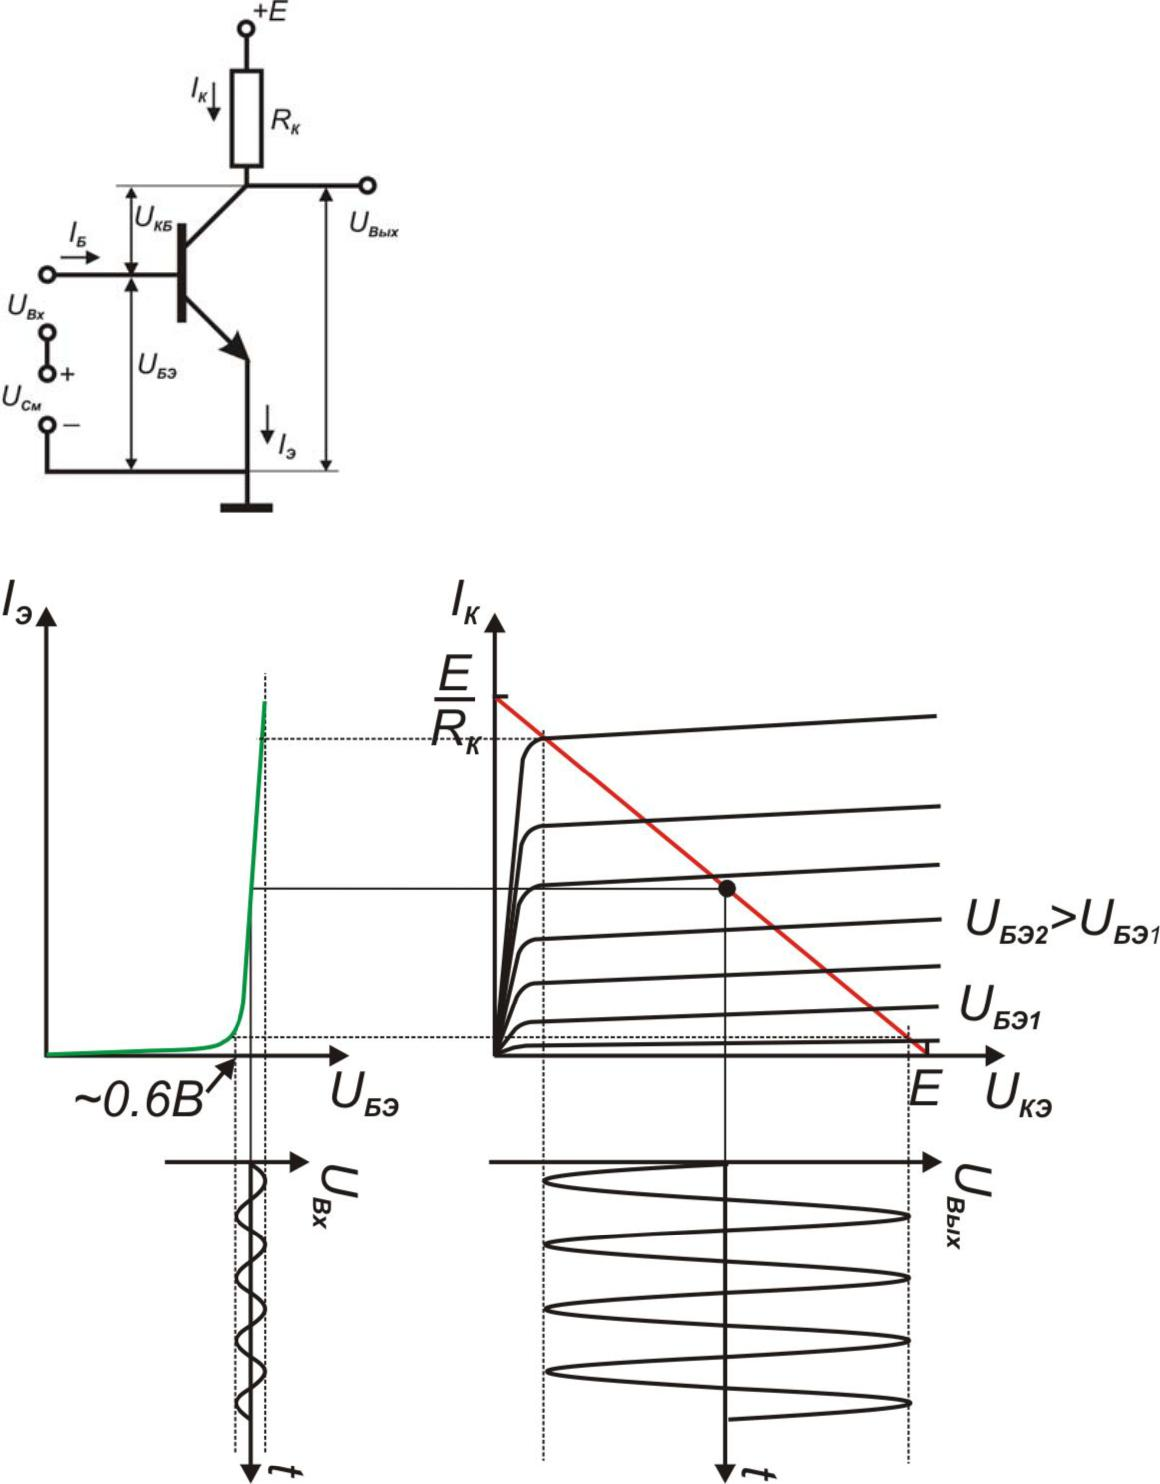 +E
Iк
Rк
UКБ
IБ
UВых
UВх
UБЭ
+
UСм
–
IЭ
IЭ
Iк
E
Rк
UБЭ2>UБЭ1
UБЭ1
~0.6В
UБЭ
E
UКЭ
UВх
UВых
t
t